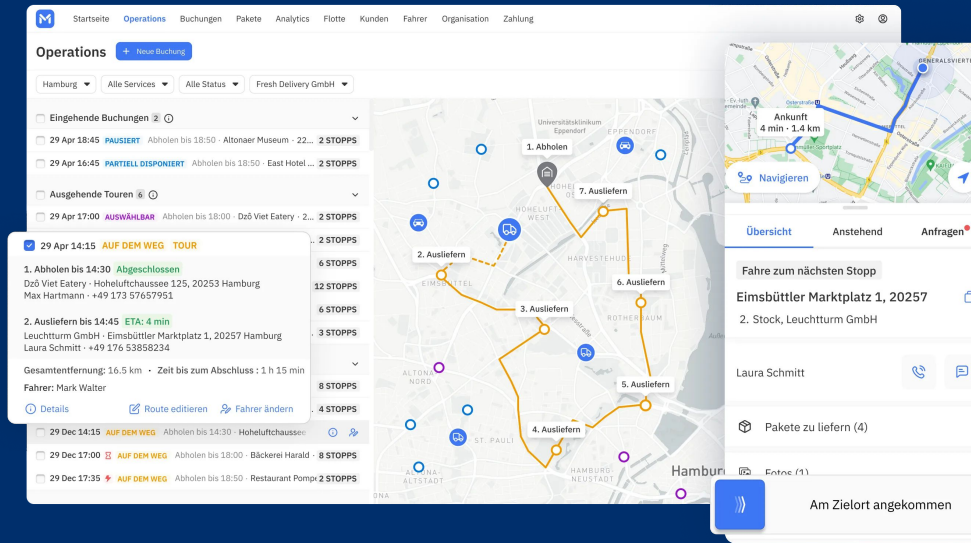 M Startseite Operations Buchungen Pakete Analytics Flotte Kunden Fahrer Organisation Zahlung
Operations + Neue Buchung
Hamburg Alle Services Alle Status Fresh Delivery GmbH
Eingehende Buchungen 2
29 Apr 18:45 PAUSIERT Abholen bis 18:50 · Altonaer Museum · 22... 2 STOPPS
29 Apr 16:45 PARTIELL DISPONIERT Abholen bis 18:50 · East Hotel ... 2 STOPPS
Ausgehende Touren 6
29 Apr 17:00 AUSWÄHLBAR Abholen bis 18:00 · Dzô Viet Eatery · 2... 2 STOPPS
2 STOPPS
6 STOPPS
12 STOPPS
6 STOPPS
3 STOPPS
8 STOPPS
4 STOPPS
29 Apr 14:15 AUF DEM WEG TOUR
1. Abholen bis 14:30 Abgeschlossen
Dzô Viet Eatery · Hoheluftchaussee 125, 20253 Hamburg
Max Hartmann · +49 173 57657951
2. Ausliefern bis 14:45 ETA: 4 min
Leuchtturm GmbH · Eimsbüttler Marktplatz 1, 20257 Hamburg
Laura Schmitt · +49 176 53858234
Gesamtentfernung: 16.5 km · Zeit bis zum Abschluss : 1 h 15 min
Fahrer: Mark Walter
Details Route editieren Fahrer ändern
29 Dec 14:15 AUF DEM WEG Abholen bis 14:30 · Hoheluftchaussee
29 Dec 17:00 AUF DEM WEG Abholen bis 18:00 · Bäckerei Harald · 8 STOPPS
29 Dec 17:35 AUF DEM WEG Abholen bis 18:50 · Restaurant Pompe 2 STOPPS
Universitätsklinikum
Eppendorf
EPPENDORF
1. Abholen
7. Ausliefern
WEST
2. Ausliefern
HARVESTEHUDE
EIMSBÜTTEL
6. Ausliefern
3. Ausliefern
ROTHERBAUM
ALTONA-
NORD
5. Ausliefern
4. Ausliefern
ST. PAULI
ALTONA-
ALTSTADT
HAMBURG-
NEUSTADT
Hamburg
GENERALSVIERTEL
Osterstraße
Ankunft
4 min · 1.4 km
Navigieren
Übersicht Anstehend Anfragen
Fahre zum nächsten Stopp
Eimsbüttler Marktplatz 1, 20257
2. Stock, Leuchtturm GmbH
Laura Schmitt
Pakete zu liefern (4)
Fotos (1)
Am Zielort angekommen